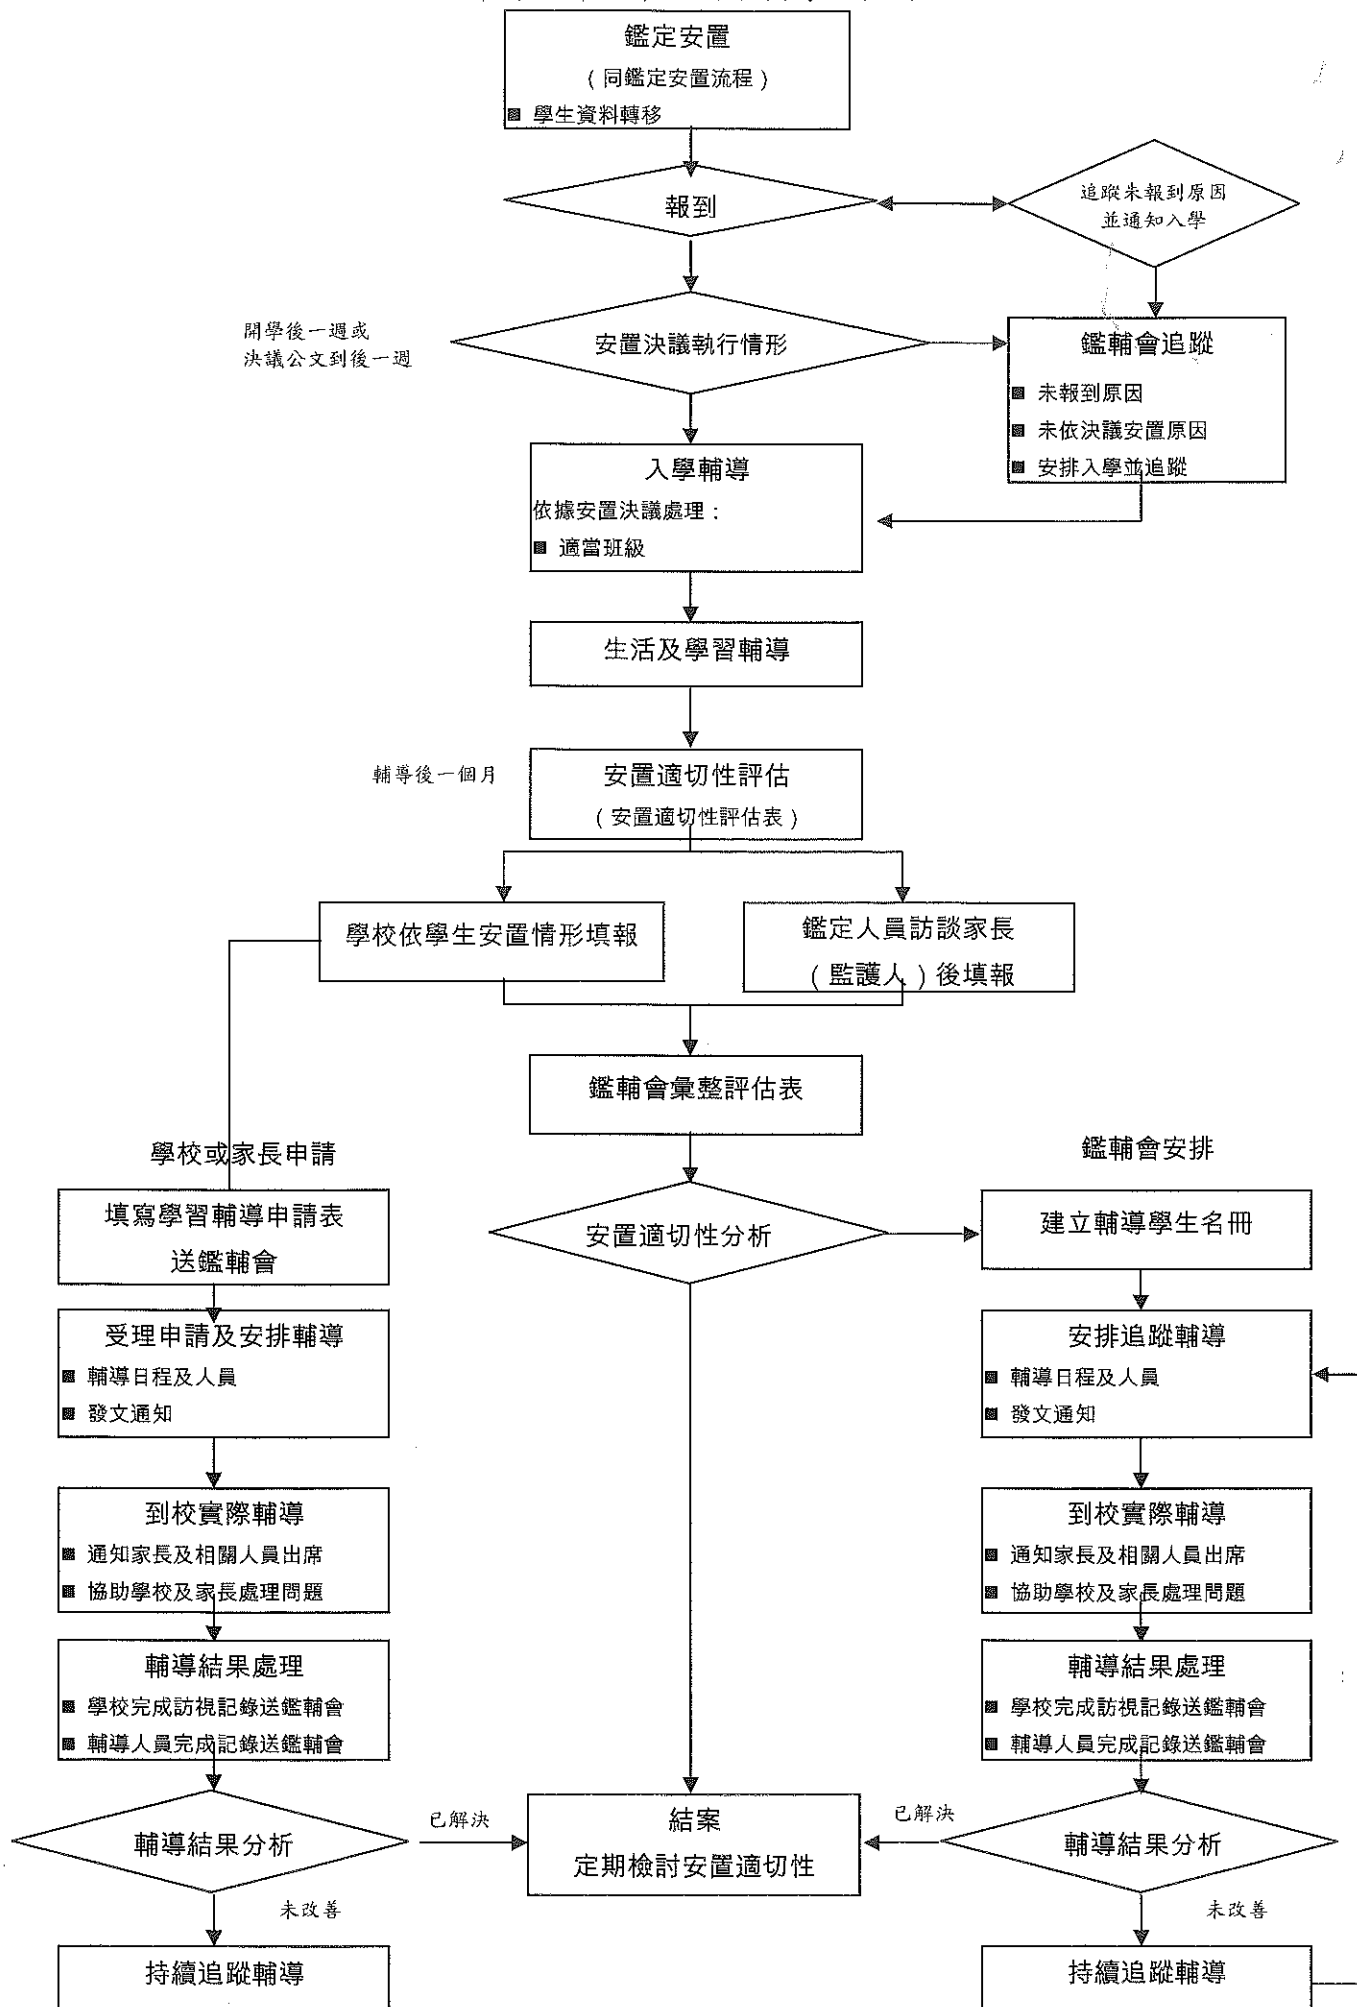 鑑定安置
（同鑑定安置流程）
■ 學生資料轉移
報到
追蹤未報到原因
並通知入學
開學後一週或
決議公文到後一週
安置決議執行情形
鑑輔會追蹤
■ 未報到原因
■ 未依決議安置原因
■ 安排入學並追蹤
入學輔導
依據安置決議處理：
■ 適當班級
生活及學習輔導
輔導後一個月
安置適切性評估
（安置適切性評估表）
學校依學生安置情形填報
鑑定人員訪談家長
（監護人）後填報
鑑輔會彙整評估表
學校或家長申請
鑑輔會安排
填寫學習輔導申請表
送鑑輔會
安置適切性分析
建立輔導學生名冊
受理申請及安排輔導
■ 輔導日程及人員
■ 發文通知
安排追蹤輔導
■ 輔導日程及人員
■ 發文通知
到校實際輔導
■ 通知家長及相關人員出席
■ 協助學校及家長處理問題
到校實際輔導
■ 通知家長及相關人員出席
■ 協助學校及家長處理問題
輔導結果處理
■ 學校完成訪視記錄送鑑輔會
■ 輔導人員完成記錄送鑑輔會
輔導結果處理
■ 學校完成訪視記錄送鑑輔會
■ 輔導人員完成記錄送鑑輔會
輔導結果分析
已解決
結案
定期檢討安置適切性
已解決
輔導結果分析
未改善
未改善
持續追蹤輔導
持續追蹤輔導